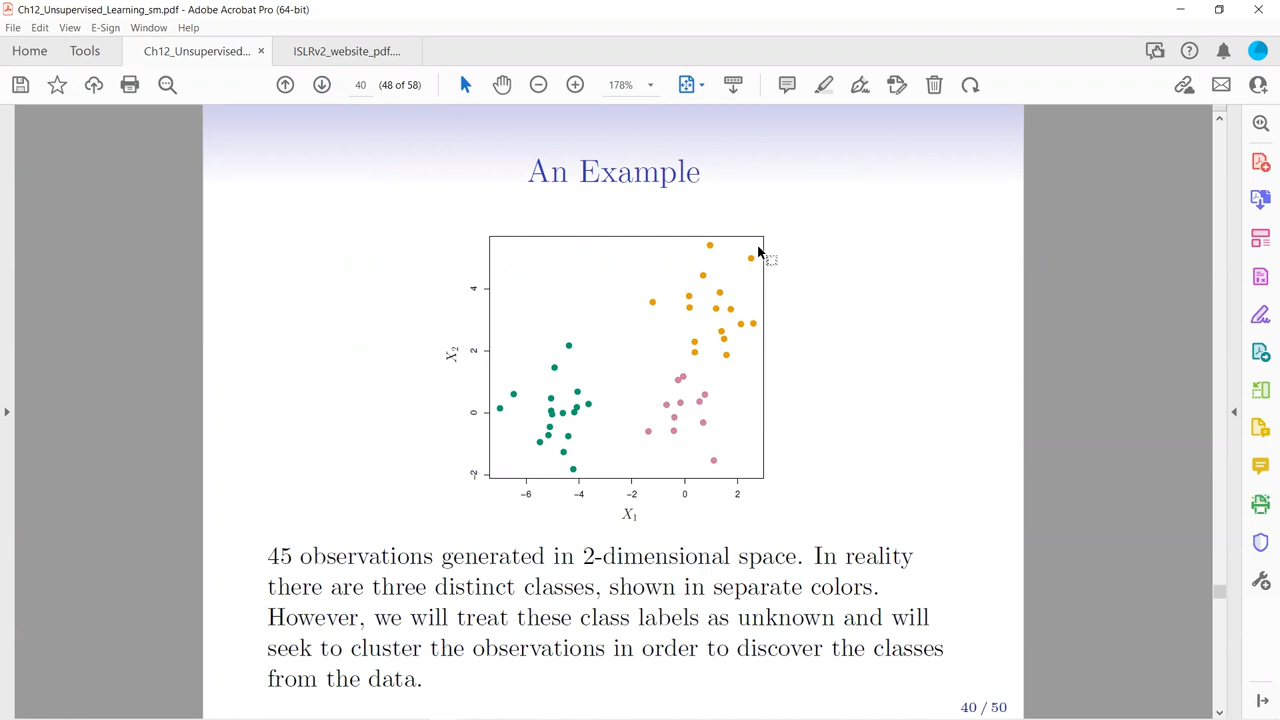 Ch12_Unsupervised_Learning_sm.pdf - Adobe Acrobat Pro (64-bit)
File Edit View E-Sign Window Help
Home Tools Ch12_Unsupervised... × ISLRv2_website_pdf....
40 (48 of 58) 178%
An Example
4
2
0
-2
X2
-6 -4 -2 0 2
X1
45 observations generated in 2-dimensional space. In reality
there are three distinct classes, shown in separate colors.
However, we will treat these class labels as unknown and will
seek to cluster the observations in order to discover the classes
from the data.
40 / 50